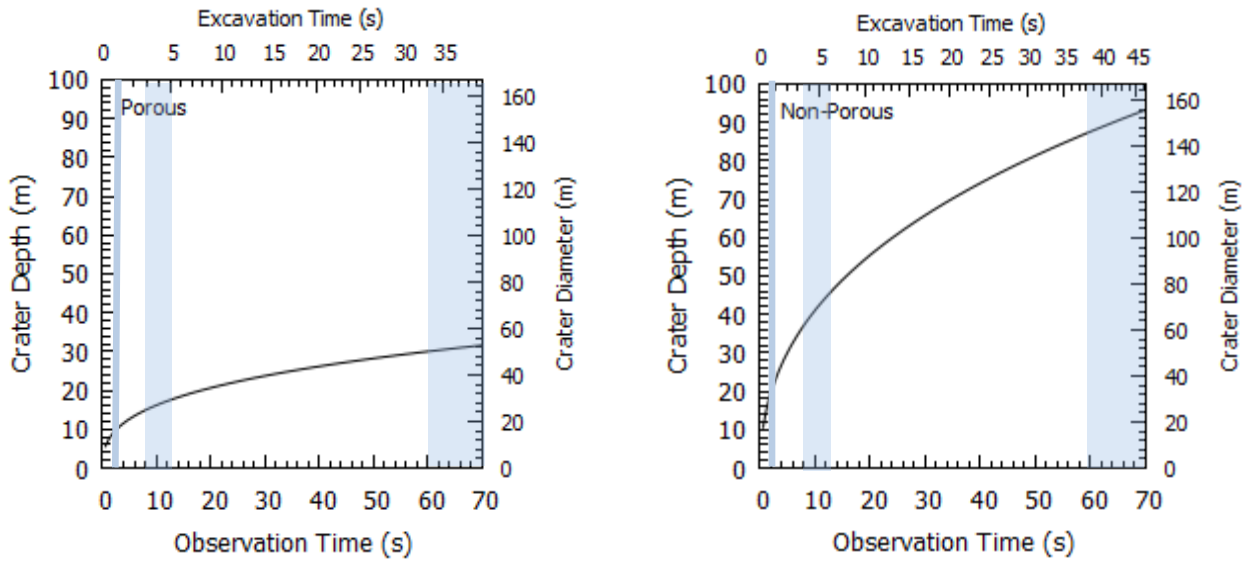 Excavation Time (s)
0 5 10 15 20 25 30 35
Porous
100
90
80
70
60
50
40
30
20
10
0
Crater Depth (m)
160
140
120
100
80
60
40
20
0
Crater Diameter (m)
0 10 20 30 40 50 60 70
Observation Time (s)
Excavation Time (s)
0 5 10 15 20 25 30 35 40 45
Non-Porous
100
90
80
70
60
50
40
30
20
10
0
Crater Depth (m)
160
140
120
100
80
60
40
20
0
Crater Diameter (m)
0 10 20 30 40 50 60 70
Observation Time (s)